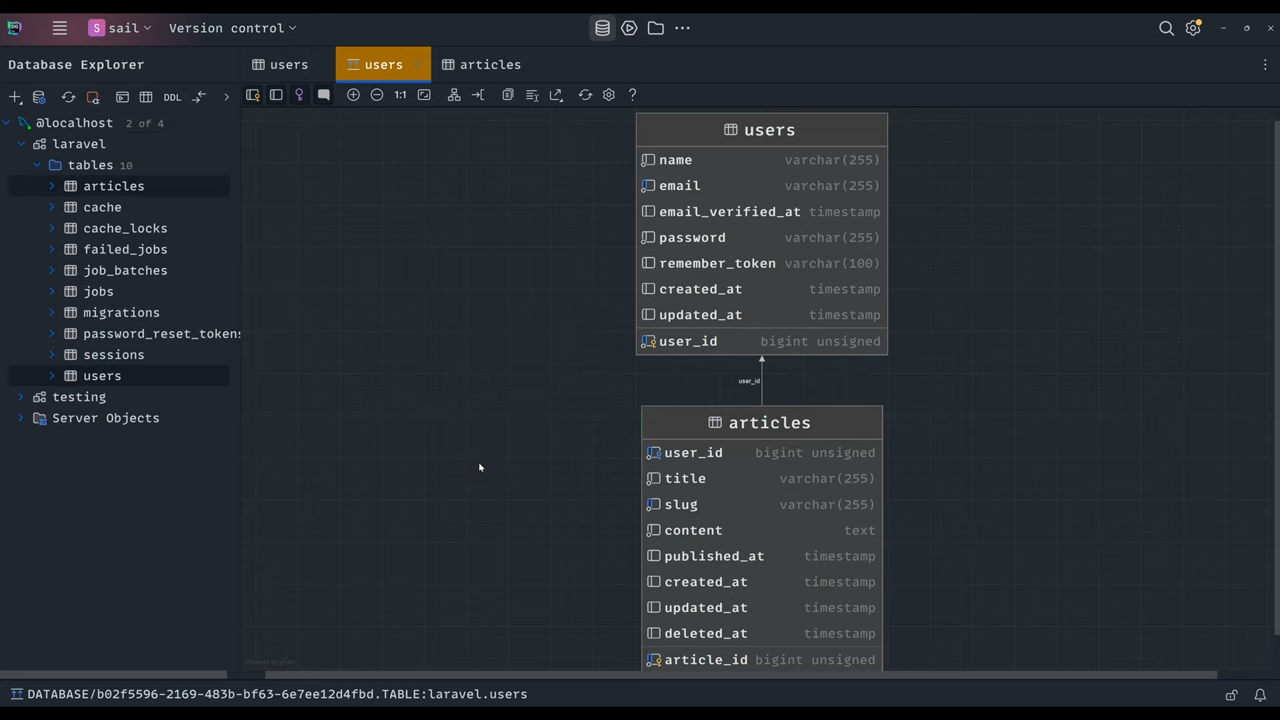 S sail Version control
Database Explorer
users
users
articles
DDL
1:1
?
@localhost 2 of 4
laravel
tables 10
articles
cache
cache_locks
failed_jobs
job_batches
jobs
migrations
password_reset_tokens
sessions
users
testing
Server Objects
users
name varchar(255)
email varchar(255)
email_verified_at timestamp
password varchar(255)
remember_token varchar(100)
created_at timestamp
updated_at timestamp
user_id bigint unsigned
user_id
articles
user_id bigint unsigned
title varchar(255)
slug varchar(255)
content text
published_at timestamp
created_at timestamp
updated_at timestamp
deleted_at timestamp
article_id bigint unsigned
Powered by yFiles
DATABASE/b02f5596-2169-483b-bf63-6e7ee12d4fbd.TABLE:laravel.users